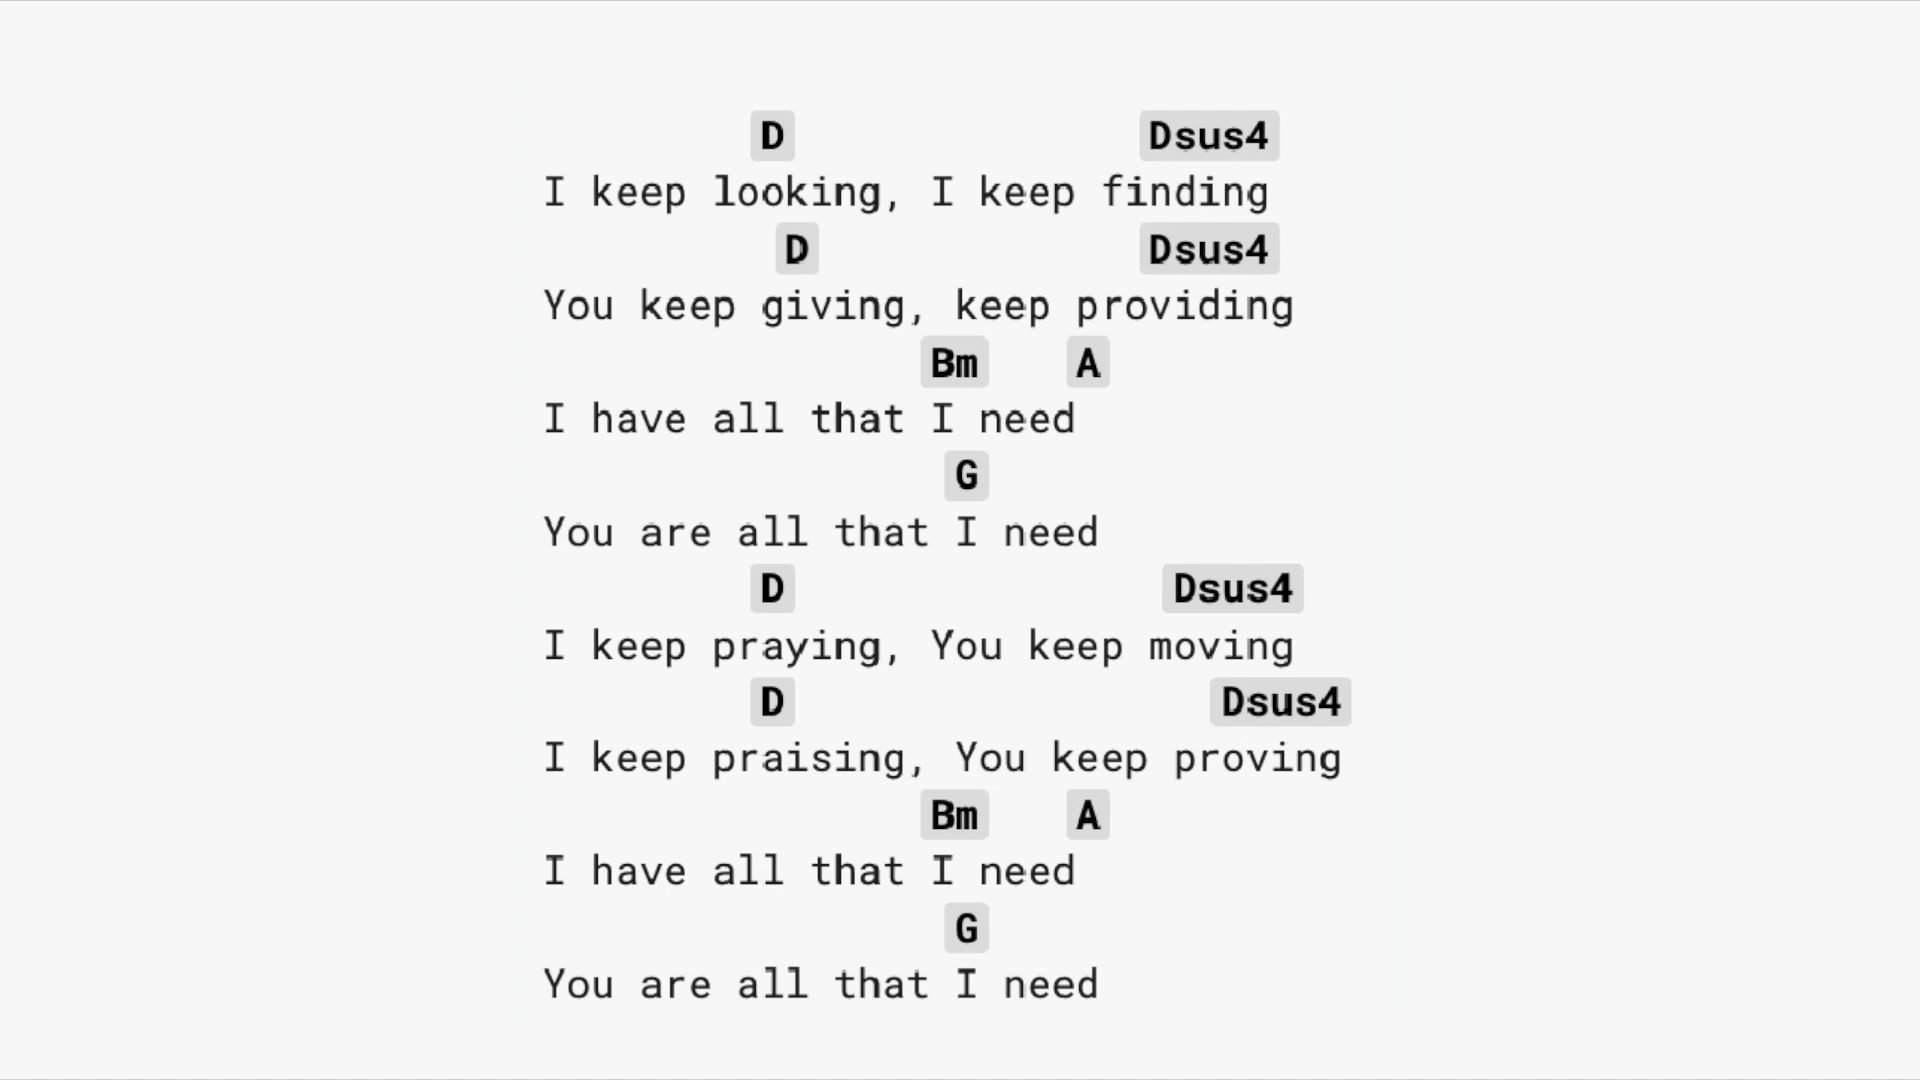 D Dsus4
I keep looking, I keep finding
D Dsus4
You keep giving, keep providing
Bm A
I have all that I need
G
You are all that I need
D Dsus4
I keep praying, You keep moving
D Dsus4
I keep praising, You keep proving
Bm A
I have all that I need
G
You are all that I need